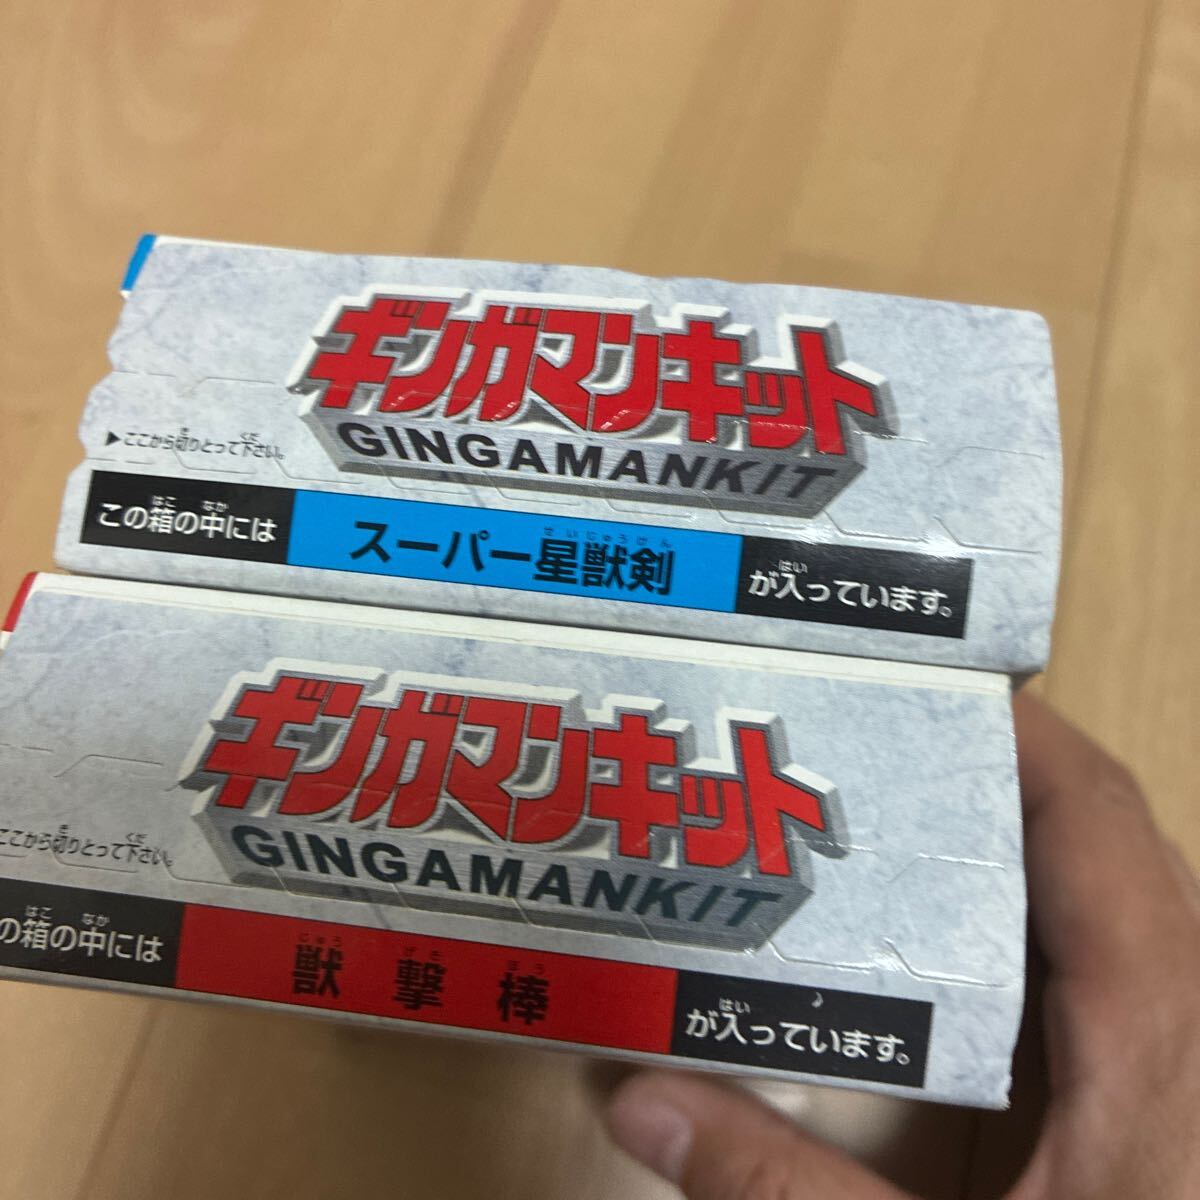 ギンガマンキット
GINGAMANKIT
▶ここから切りとって下さい。
この箱の中には スーパー星獣剣 が入っています。
ギンガマンキット
GINGAMANKIT
ここから切りとって下さい。
の箱の中には 獣撃棒 が入っています。